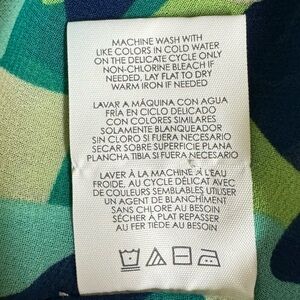 MACHINE WASH WITH
LIKE COLORS IN COLD WATER
ON THE DELICATE CYCLE ONLY
NON-CHLORINE BLEACH IF
NEEDED, LAY FLAT TO DRY
WARM IRON IF NEEDED
LAVAR A MÁQUINA CON AGUA
FRÍA EN CICLO DELICADO
CON COLORES SIMILARES
SOLAMENTE BLANQUEADOR
SIN CLORO SI FUERA NECESARIO
SECAR SOBRE SUPERFICIE PLANA
PLANCHA TIBIA SI FUERA NECESARIO
LAVER À LA MACHINE À L'EAU
FROIDE, AU CYCLE DÉLICAT AVEC
DE COULEURS SEMBLABLES UTILISER
UN AGENT DE BLANCHÎMENT
SANS CHLORE AU BESOIN
SÉCHER A PLAT REPASSER
AU FER TIÈDE AU BESOIN